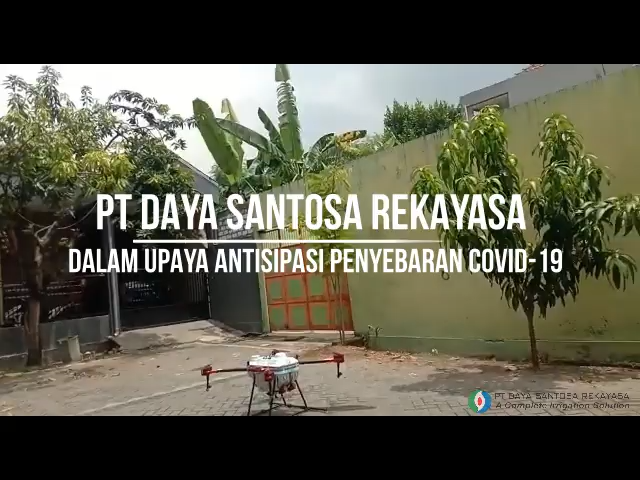 PT DAYA SANTOSA REKAYASA
DALAM UPAYA ANTISIPASI PENYEBARAN COVID-19
PT DAYA SANTOSA REKAYASA
A Complete Irrigation Solution